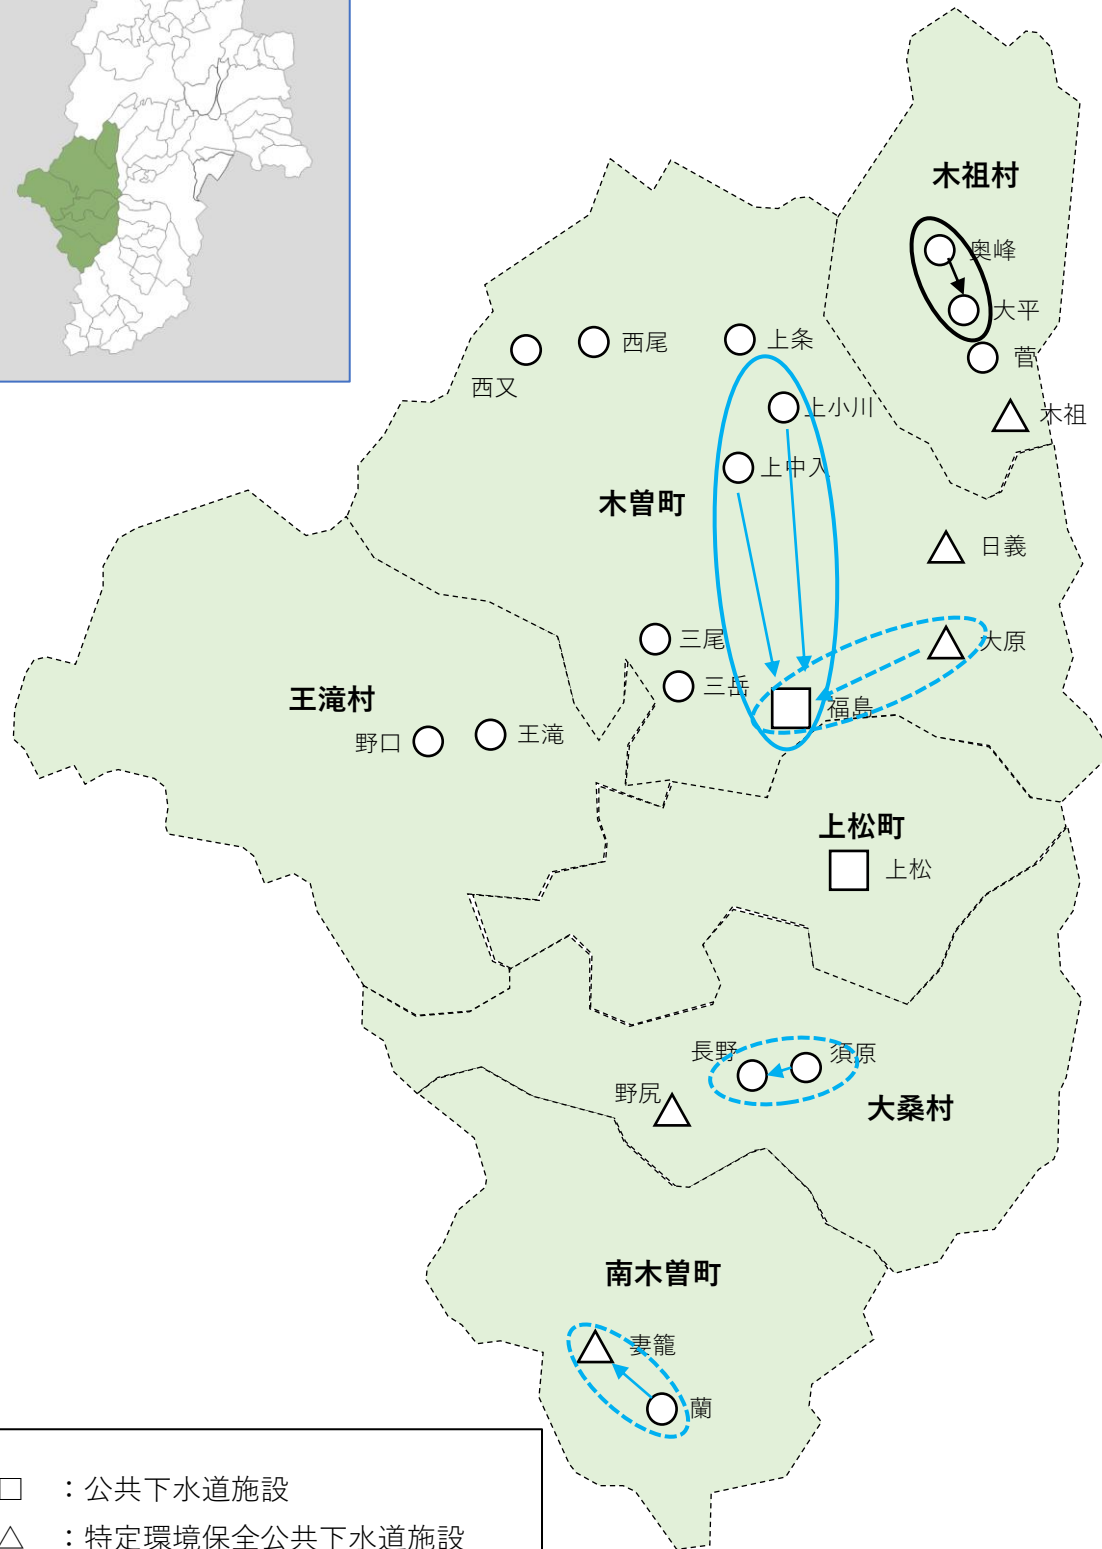 木祖村
奥峰
大平
菅
木祖
西又
西尾
上条
上小川
上中入
木曽町
日義
大原
三尾
三岳
福島
王滝村
野口
王滝
上松町
上松
長野
須原
野尻
大桑村
南木曽町
妻籠
蘭
□ ：公共下水道施設
△ ：特定環境保全公共下水道施設